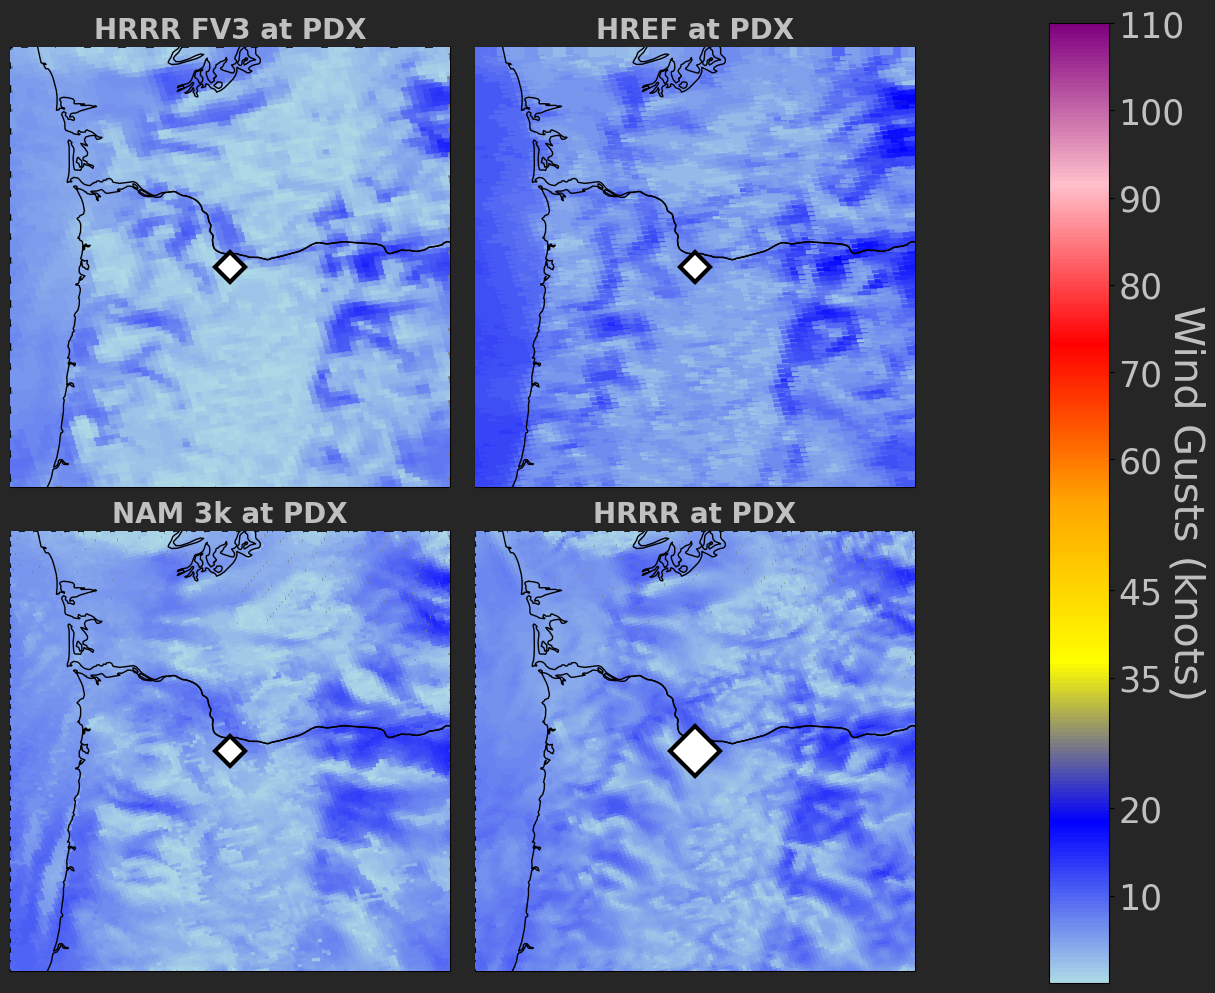 HRRR FV3 at PDX
HREF at PDX
NAM 3k at PDX
HRRR at PDX
110
100
90
80
70
60
45
35
20
10
Wind Gusts (knots)